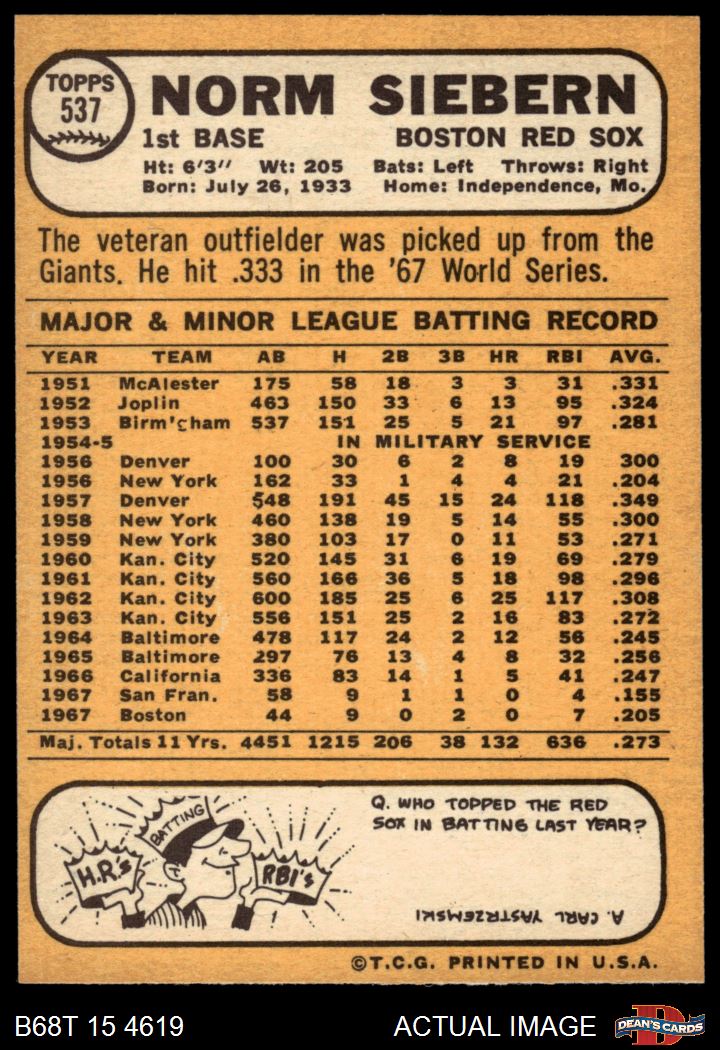 TOPPS
537
NORM SIEBERN
1st BASE BOSTON RED SOX
Ht: 6'3" Wt: 205 Bats: Left Throws: Right
Born: July 26, 1933 Home: Independence, Mo.
The veteran outfielder was picked up from the
Giants. He hit .333 in the '67 World Series.
MAJOR & MINOR LEAGUE BATTING RECORD
YEAR TEAM AB H 2B 3B HR RBI AVG.
1951 McAlester 175 58 18 3 3 31 .331
1952 Joplin 463 150 33 6 13 95 .324
1953 Birm'gham 537 151 25 5 21 97 .281
1954-5 IN MILITARY SERVICE
1956 Denver 100 30 6 2 8 19 300
1956 New York 162 33 1 4 4 21 .204
1957 Denver 548 191 45 15 24 118 .349
1958 New York 460 138 19 5 14 55 .300
1959 New York 380 103 17 0 11 53 .271
1960 Kan. City 520 145 31 6 19 69 .279
1961 Kan. City 560 166 36 5 18 98 .296
1962 Kan. City 600 185 25 6 25 117 .308
1963 Kan. City 556 151 25 2 16 83 .272
1964 Baltimore 478 117 24 2 12 56 .245
1965 Baltimore 297 76 13 4 8 32 .256
1966 California 336 83 14 1 5 41 .247
1967 San Fran. 58 9 1 1 0 4 .155
1967 Boston 44 9 0 2 0 7 .205
Maj. Totals 11 Yrs. 4451 1215 206 38 132 636 .273
BATTING
H.R.'s
RBI's
Q. WHO TOPPED THE RED
SOX IN BATTING LAST YEAR?
A. CARL YASTRZEMSKI
©T.C.G. PRINTED IN U.S.A.
B68T 15 4619 ACTUAL IMAGE
D
DEAN'S CARDS